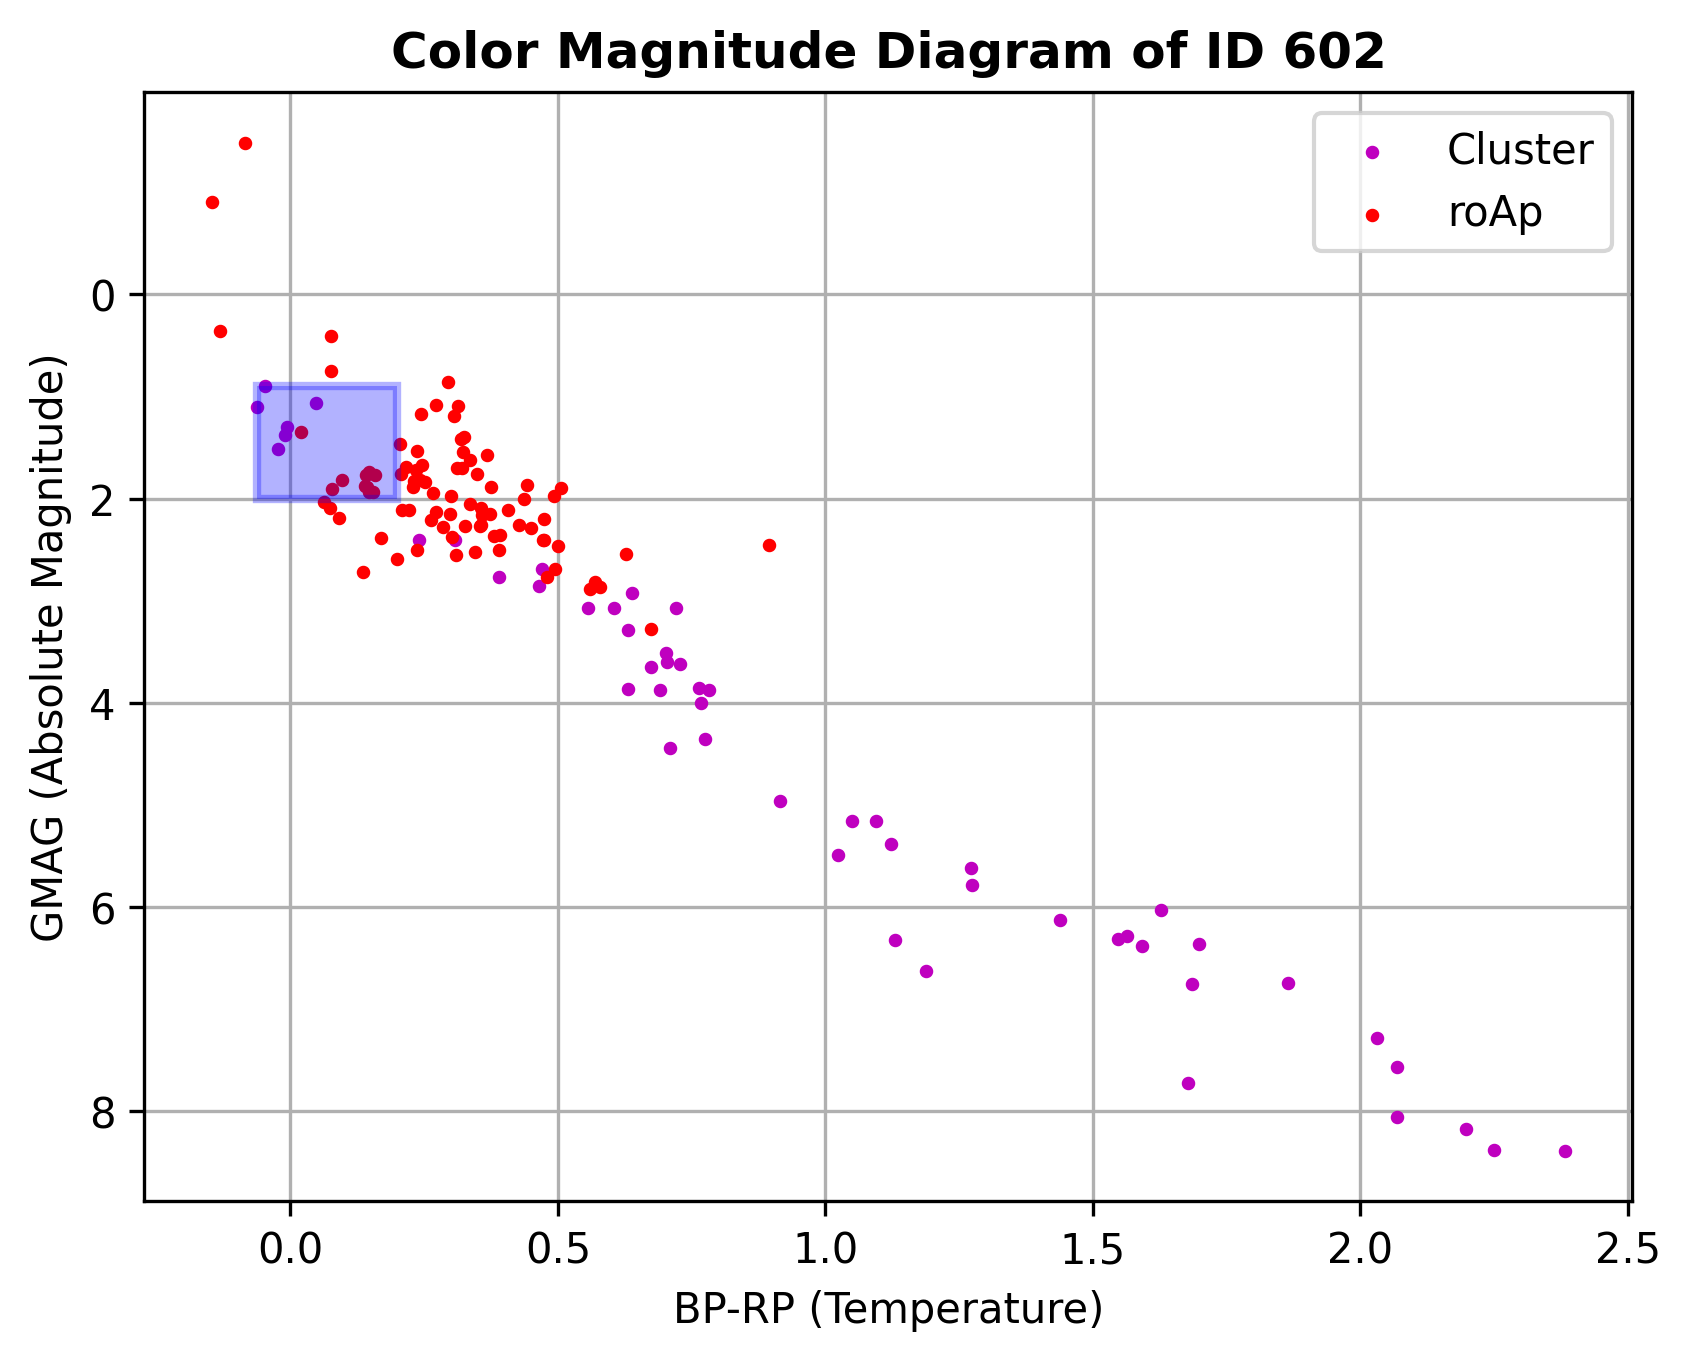 Color Magnitude Diagram of ID 602
Cluster
roAp
GMAG (Absolute Magnitude)
0
2
4
6
8
0.0 0.5 1.0 1.5 2.0 2.5
BP-RP (Temperature)